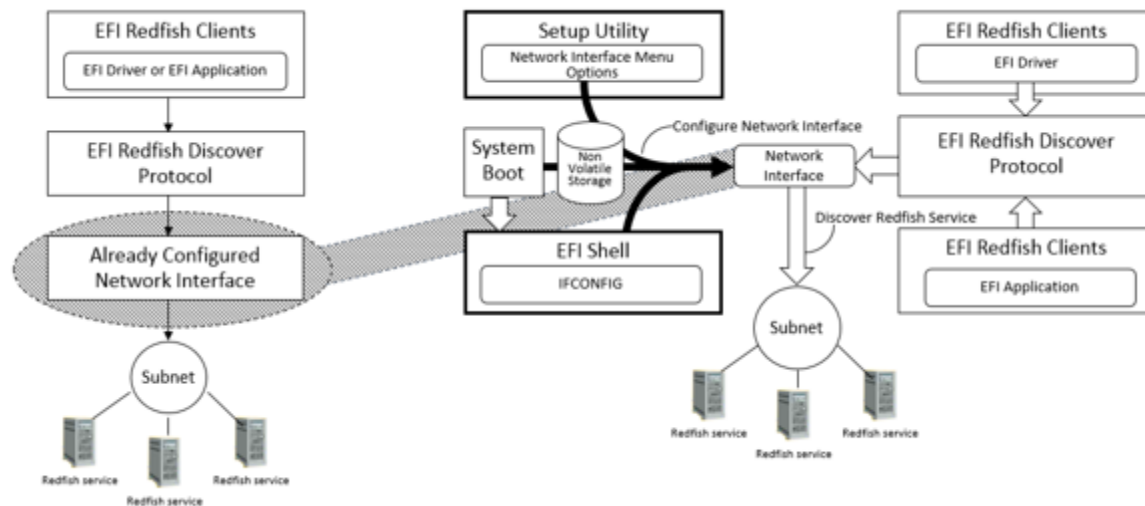 EFI Redfish Clients
EFI Driver or EFI Application
EFI Redfish Discover
Protocol
Already Configured
Network Interface
Subnet
Redfish service
Redfish service
Redfish service
Setup Utility
Network Interface Menu
Options
System
Boot
Non
Volatile
Storage
Configure Network Interface
EFI Shell
IFCONFIG
Network
Interface
Discover Redfish Service
Subnet
Redfish service
Redfish service
Redfish service
EFI Redfish Clients
EFI Driver
EFI Redfish Discover
Protocol
EFI Redfish Clients
EFI Application